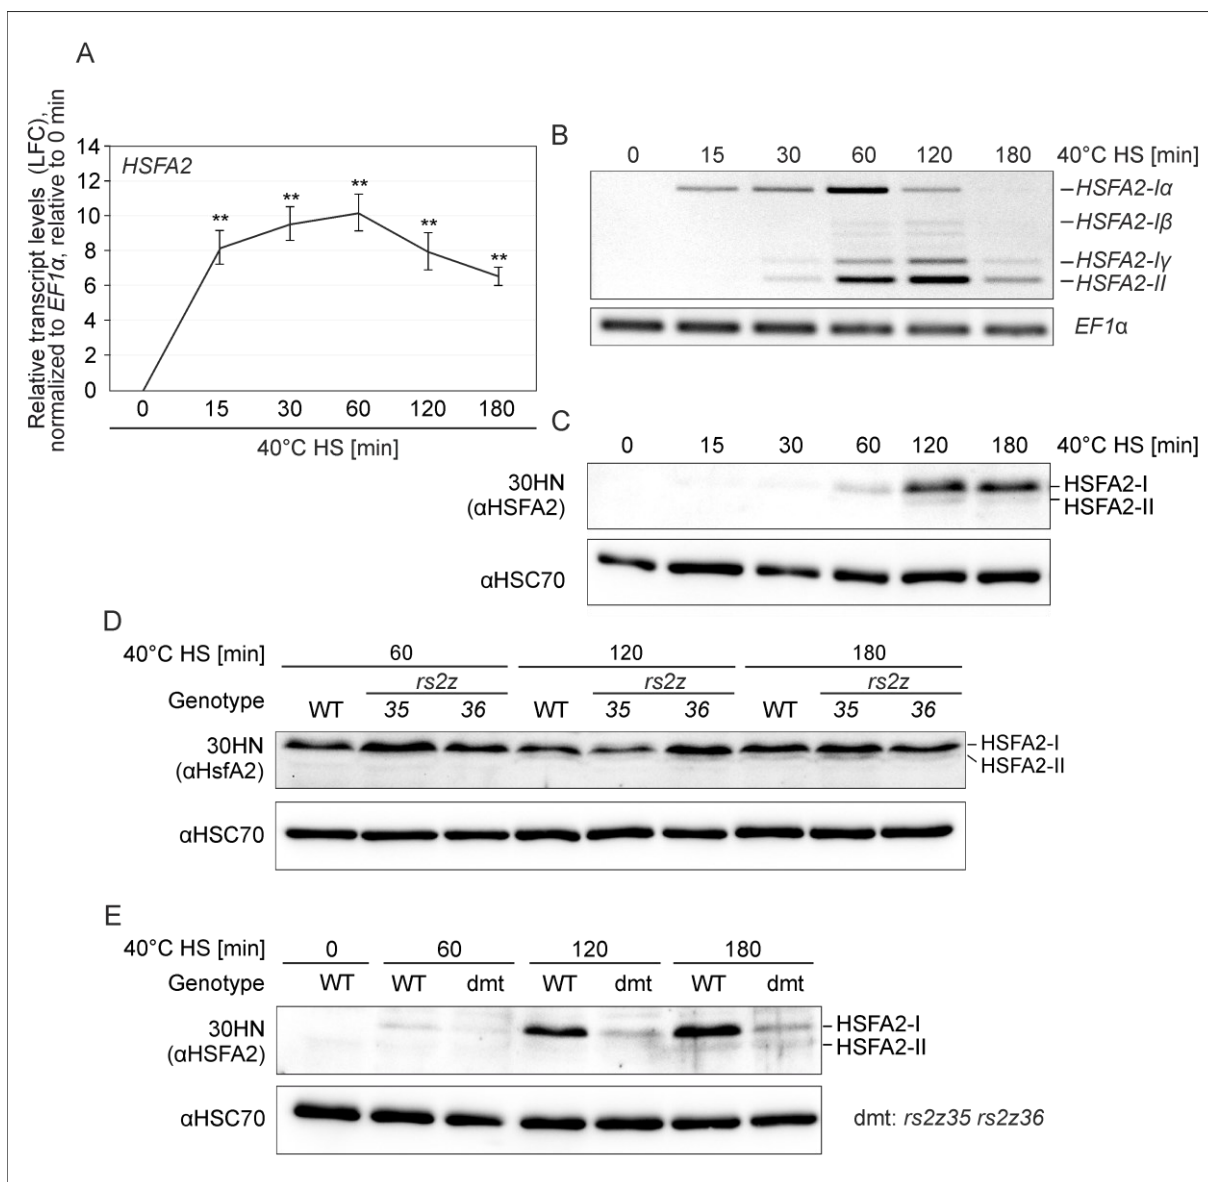 A
Relative transcript levels (LFC),
normalized to EF1α, relative to 0 min
14
12
10
8
6
4
2
0
HSFA2
** ** ** ** **
0 15 30 60 120 180
40°C HS [min]
B
0 15 30 60 120 180 40°C HS [min]
HSFA2-Iα
HSFA2-Iβ
HSFA2-Iγ
HSFA2-II
EF1α
C
0 15 30 60 120 180 40°C HS [min]
30HN
(αHSFA2)
HSFA2-I
HSFA2-II
αHSC70
D
40°C HS [min] 60 120 180
rs2z rs2z rs2z
Genotype WT 35 36 WT 35 36 WT 35 36
30HN
(αHsfA2)
HSFA2-I
HSFA2-II
αHSC70
E
40°C HS [min] 0 60 120 180
Genotype WT WT dmt WT dmt WT dmt
30HN
(αHSFA2)
HSFA2-I
HSFA2-II
αHSC70
dmt: rs2z35 rs2z36